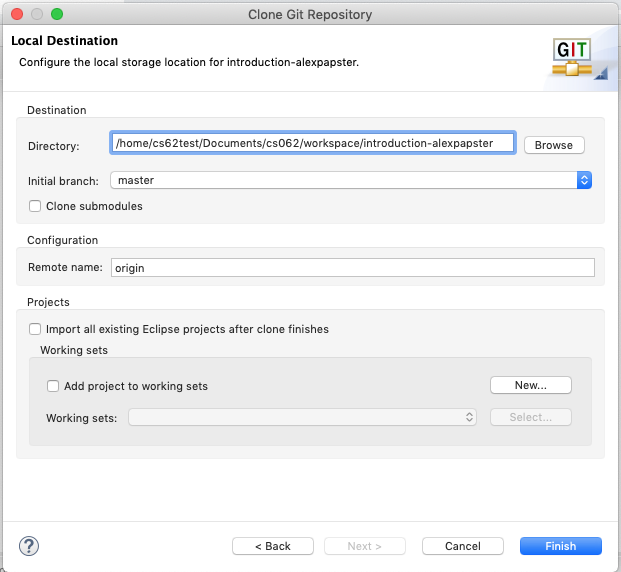 Clone Git Repository
Local Destination
Configure the local storage location for introduction-alexpapster.
GIT
Destination
Directory: /home/cs62test/Documents/cs062/workspace/introduction-alexpapster Browse
Initial branch: master
Clone submodules
Configuration
Remote name: origin
Projects
Import all existing Eclipse projects after clone finishes
Working sets
Add project to working sets New...
Working sets: Select...
? < Back Next > Cancel Finish